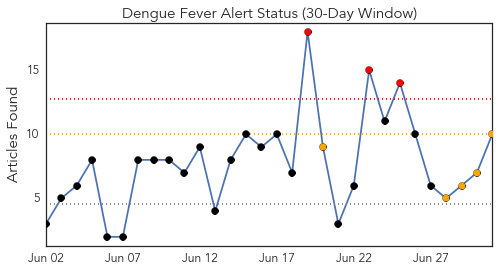 Dengue Fever Alert Status (30-Day Window)
Articles Found
15
10
5
Jun 02 Jun 07 Jun 12 Jun 17 Jun 22 Jun 27